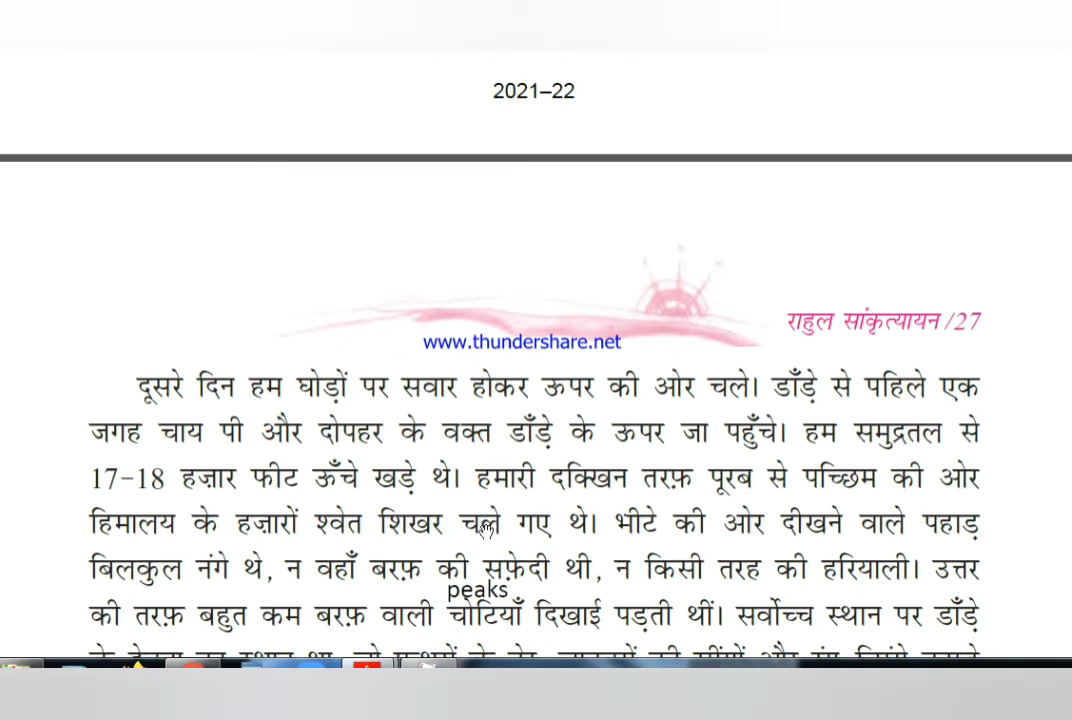 2021–22
राहुल सांकृत्यायन/27
www.thundershare.net
दूसरे दिन हम घोड़ों पर सवार होकर ऊपर की ओर चले। डाँड़े से पहिले एक
जगह चाय पी और दोपहर के वक्त डाँड़े के ऊपर जा पहुँचे। हम समुद्रतल से
17-18 हज़ार फीट ऊँचे खड़े थे। हमारी दक्खिन तरफ़ पूरब से पच्छिम की ओर
हिमालय के हज़ारों श्वेत शिखर चले गए थे। भीटे की ओर दीखने वाले पहाड़
बिलकुल नंगे थे, न वहाँ बरफ़ की सफ़ेदी थी, न किसी तरह की हरियाली। उत्तर
peaks
की तरफ़ बहुत कम बरफ़ वाली चोटियाँ दिखाई पड़ती थीं। सर्वोच्च स्थान पर डाँड़े